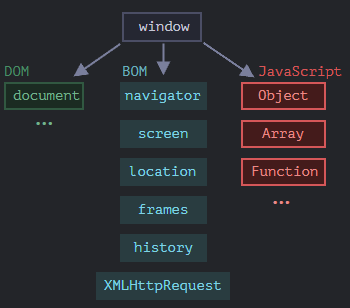 window
DOM
BOM
JavaScript
document
...
navigator
screen
location
frames
history
XMLHttpRequest
Object
Array
Function
...